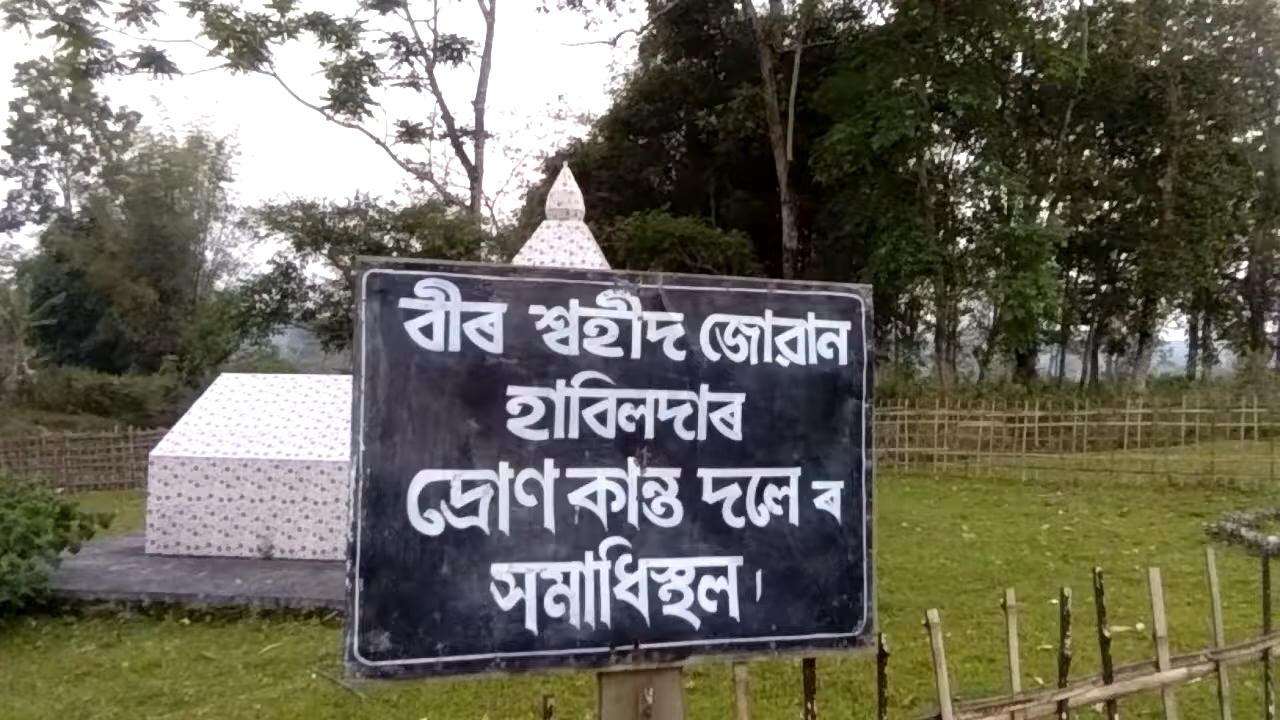 বীৰ শ্বহীদ জোৱান
হাবিলদাৰ
দ্ৰোণ কান্ত দলে ৰ
সমাধিস্থল।